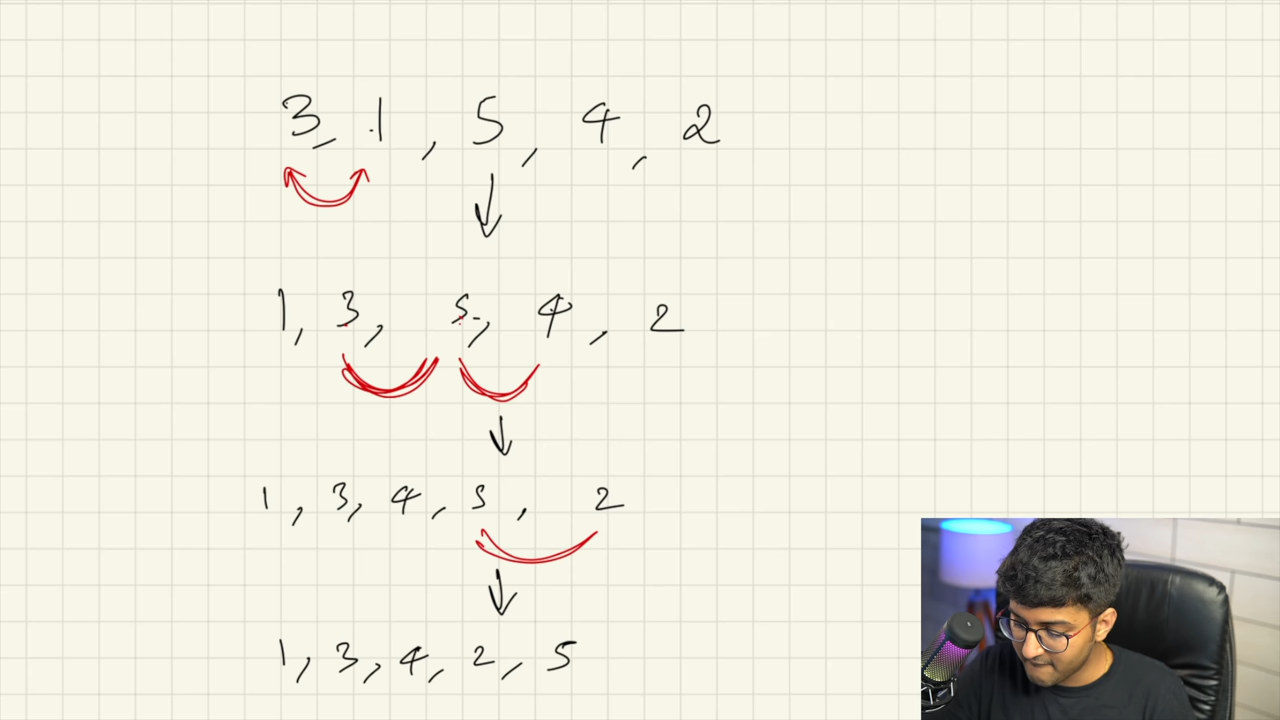 3, 1, 5, 4, 2
1, 3, 5, 4, 2
1, 3, 4, 5, 2
1, 3, 4, 2, 5